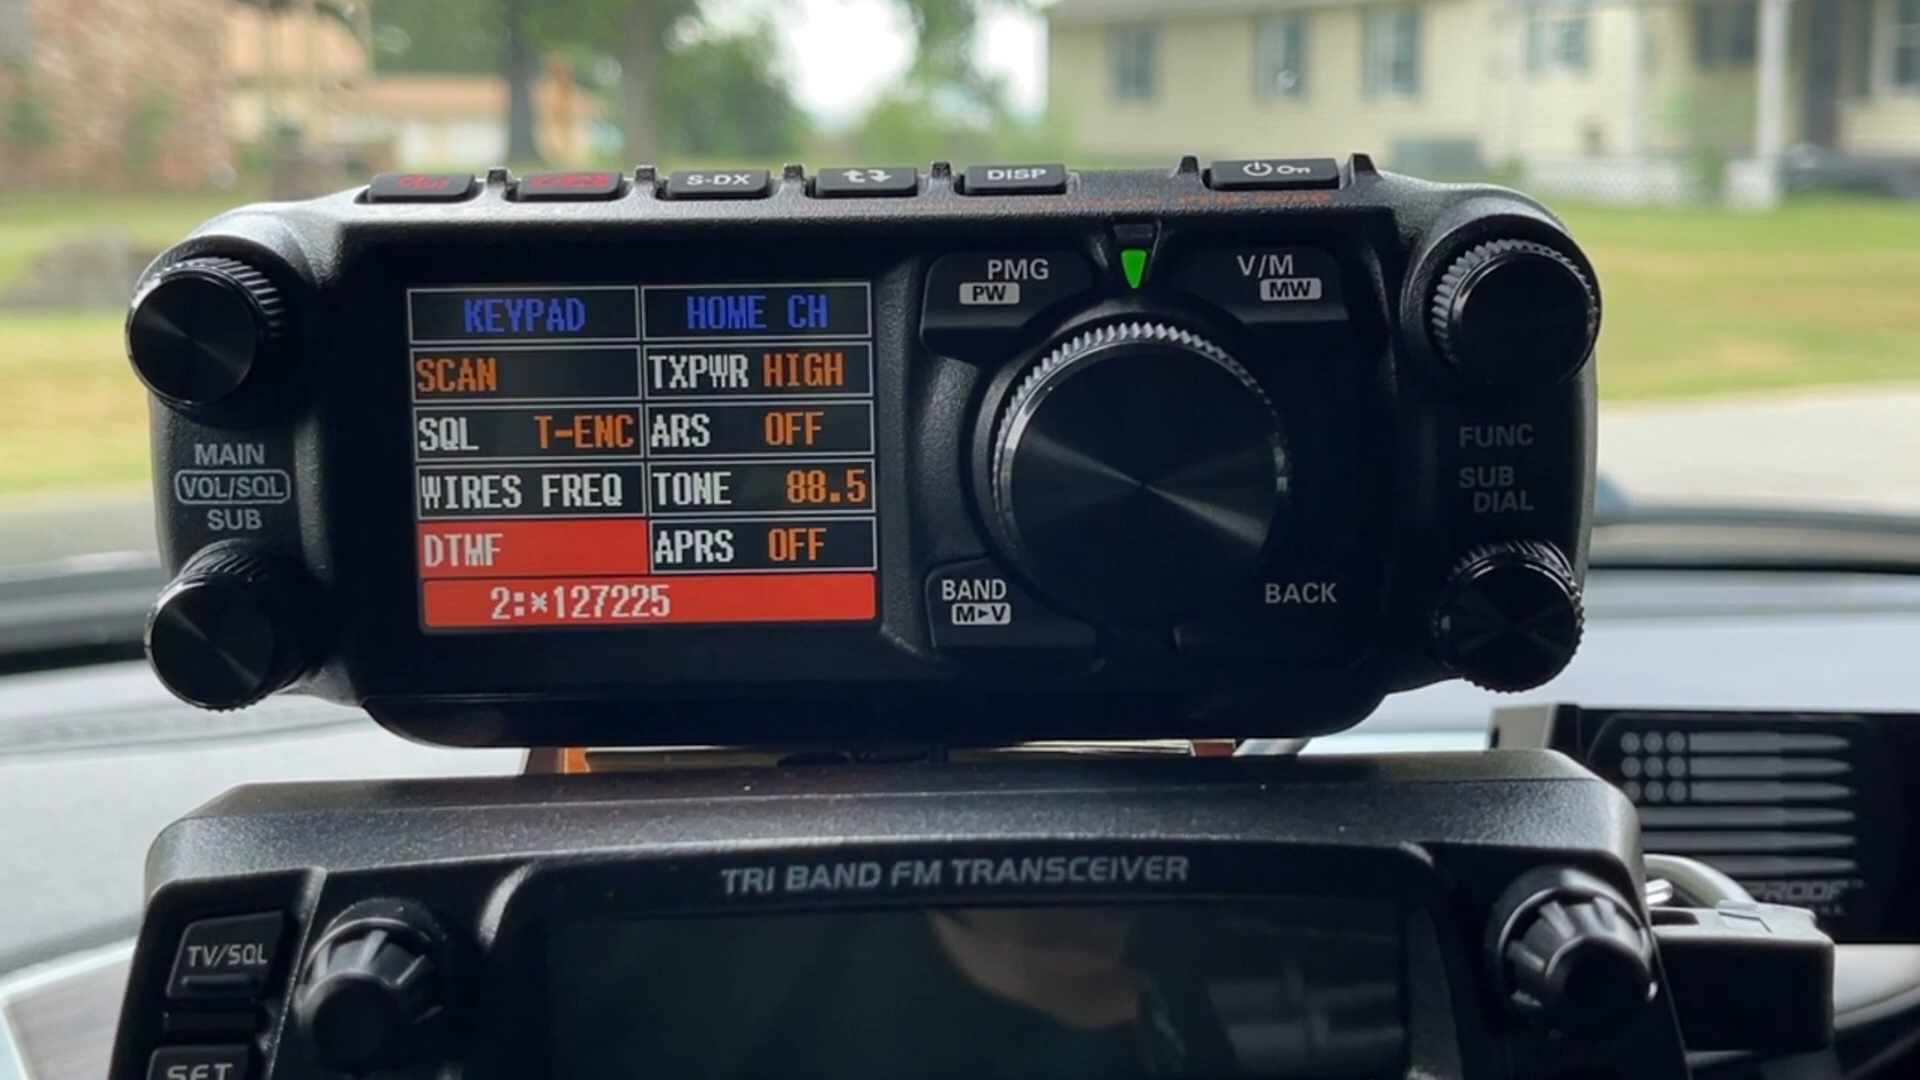 S-DX
DISP
PMG
PW
V/M
MW
KEYPAD HOME CH
SCAN TXPWR HIGH
SQL T-ENC ARS OFF
WIRES FREQ TONE 88.5
DTMF APRS OFF
2:*127225
MAIN
VOL/SQL
SUB
FUNC
SUB
DIAL
BAND
M▸V
BACK
TRI BAND FM TRANSCEIVER
TV/SQL
SET
PROOF